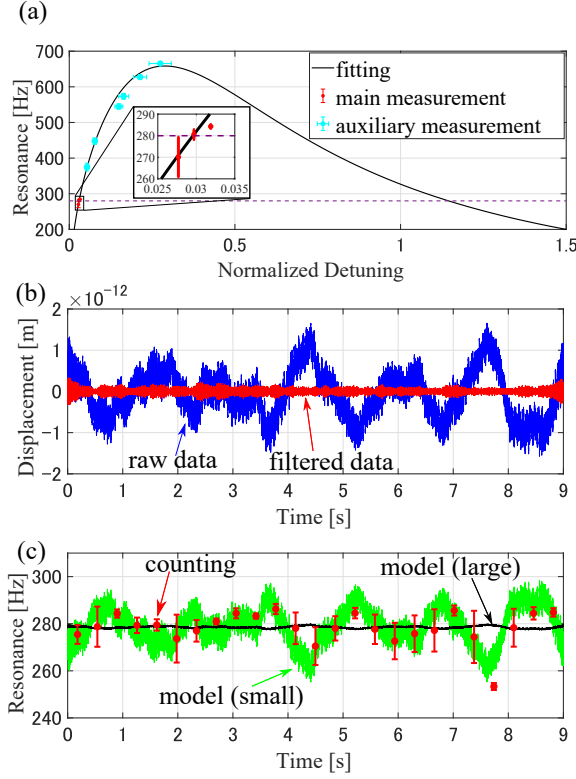 (a)
700
600
500
400
300
200
Resonance [Hz]
fitting
main measurement
auxiliary measurement
290
280
270
260
0.025 0.03 0.035
0 0.5 1 1.5
Normalized Detuning
(b)
×10⁻¹²
2
1
0
−1
−2
Displacement [m]
raw data
filtered data
0 1 2 3 4 5 6 7 8 9
Time [s]
(c)
300
280
260
240
Resonance [Hz]
counting
model (large)
model (small)
0 1 2 3 4 5 6 7 8 9
Time [s]